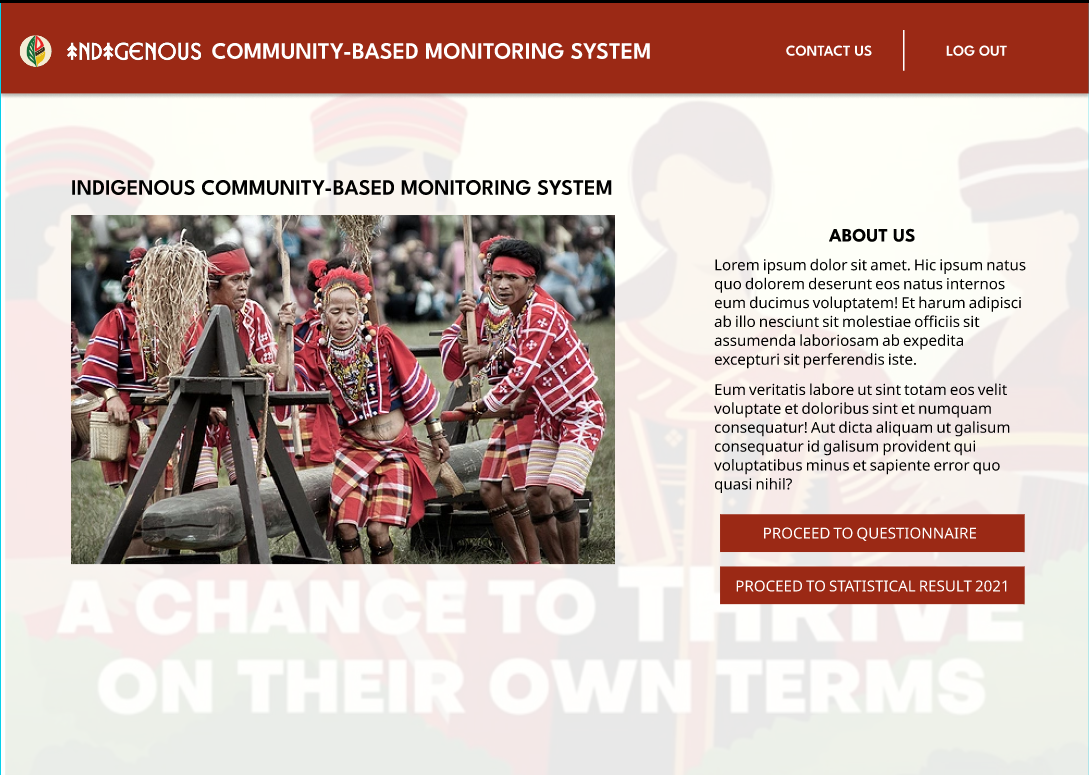 INDIGENOUS COMMUNITY-BASED MONITORING SYSTEM
CONTACT US
LOG OUT
INDIGENOUS COMMUNITY-BASED MONITORING SYSTEM
ABOUT US
Lorem ipsum dolor sit amet. Hic ipsum natus
quo dolorem deserunt eos natus internos
eum ducimus voluptatem! Et harum adipisci
ab illo nesciunt sit molestiae officiis sit
assumenda laboriosam ab expedita
excepturi sit perferendis iste.
Eum veritatis labore ut sint totam eos velit
voluptate et doloribus sint et numquam
consequatur! Aut dicta aliquam ut galisum
consequatur id galisum provident qui
voluptatibus minus et sapiente error quo
quasi nihil?
PROCEED TO QUESTIONNAIRE
PROCEED TO STATISTICAL RESULT 2021
A CHANCE TO THRIVE
ON THEIR OWN TERMS